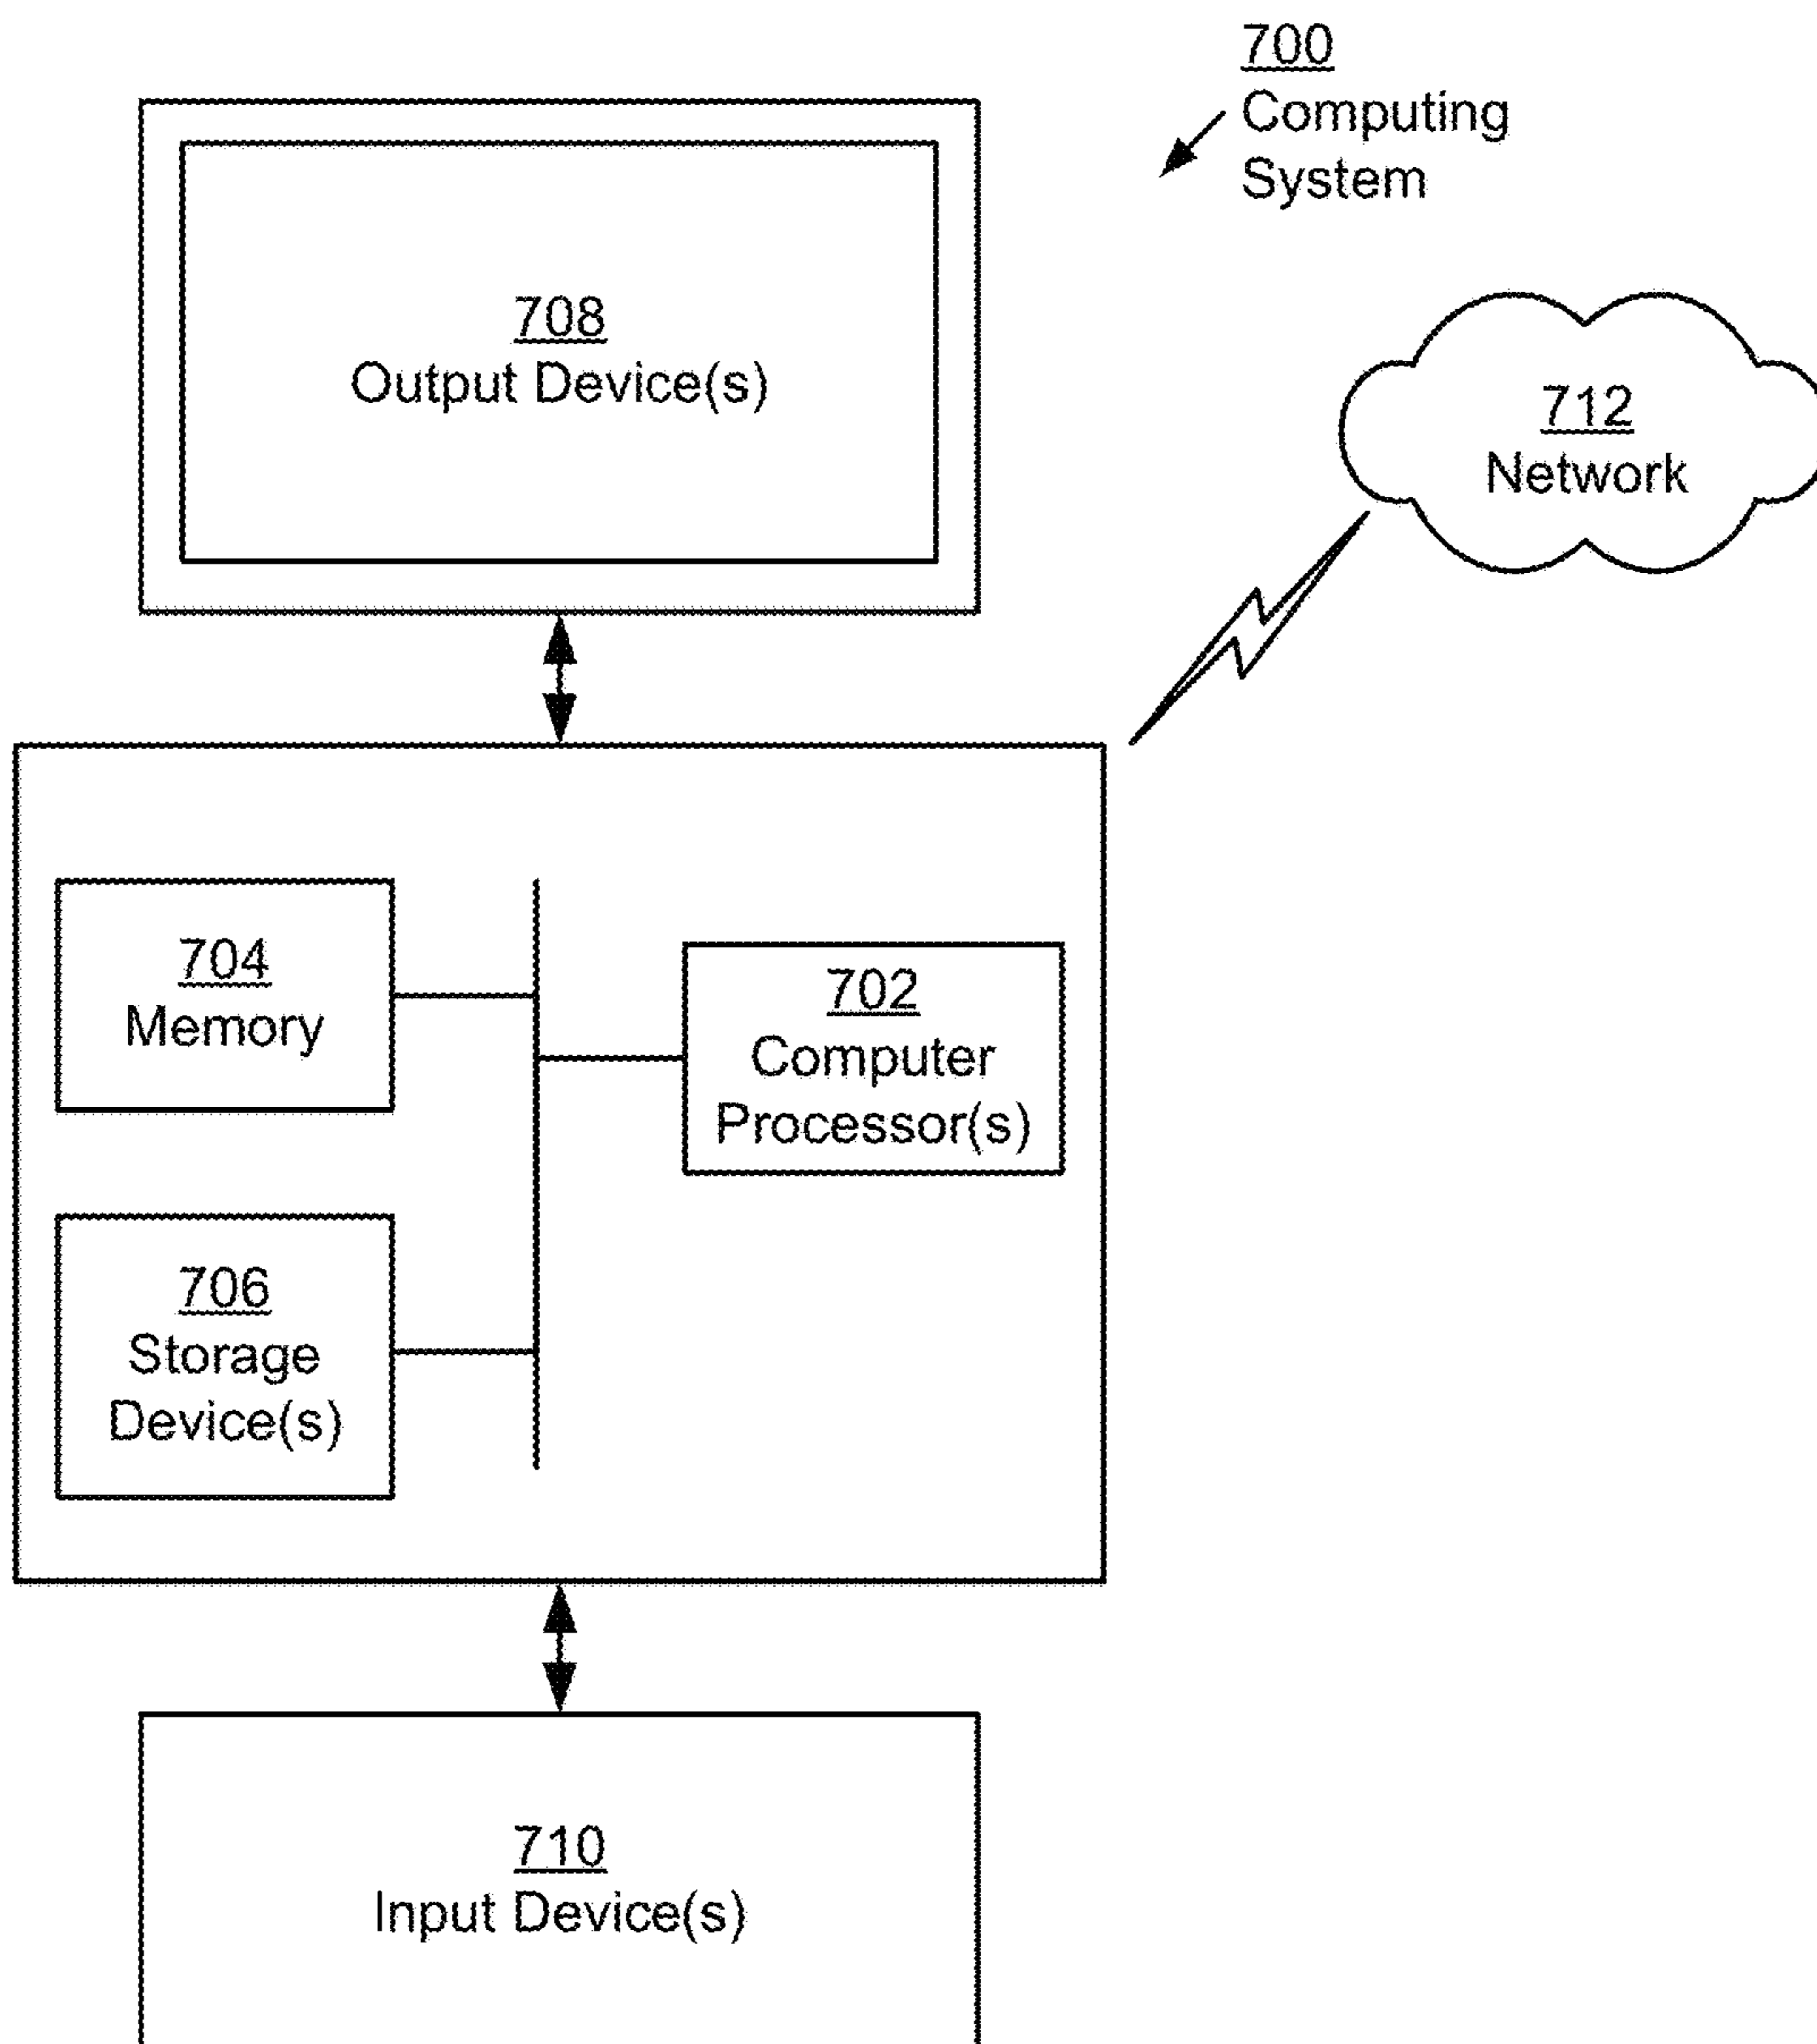 700
Computing
System
708
Output Device(s)
712
Network
704
Memory
702
Computer
Processor(s)
706
Storage
Device(s)
710
Input Device(s)